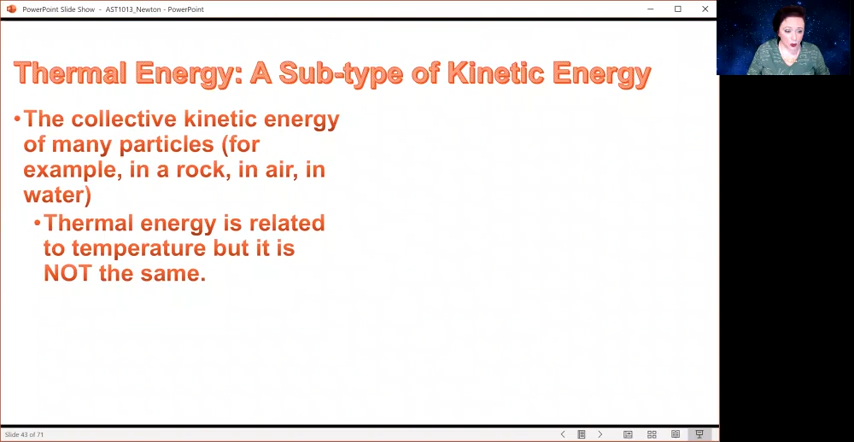 PowerPoint Slide Show - AST1013_Newton - PowerPoint
Thermal Energy: A Sub-type of Kinetic Energy
•The collective kinetic energy
of many particles (for
example, in a rock, in air, in
water)
•Thermal energy is related
to temperature but it is
NOT the same.
Slide 43 of 71